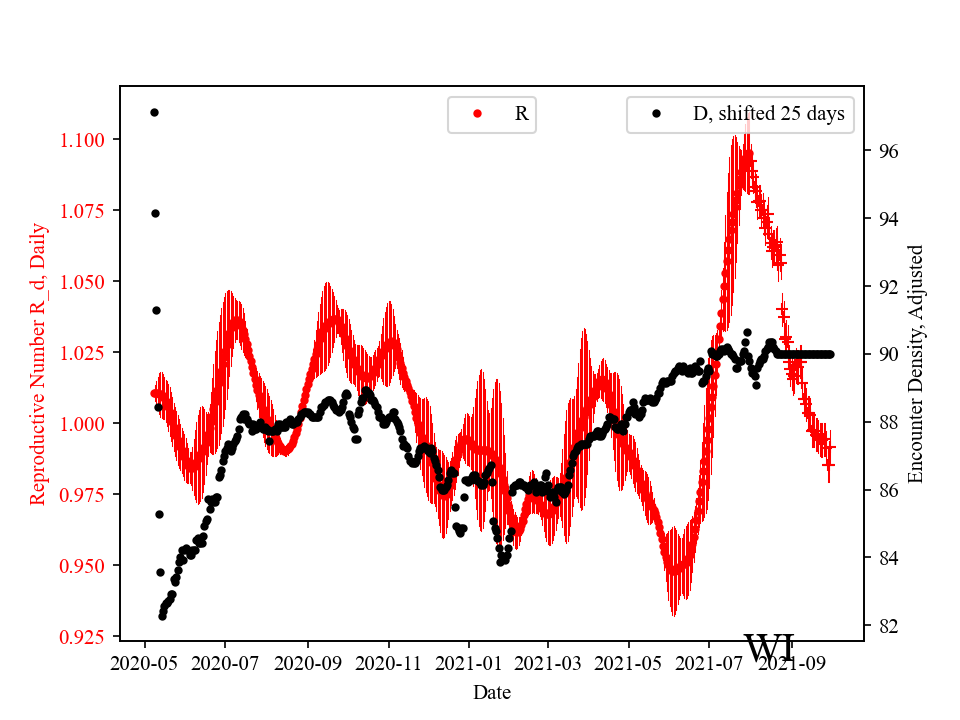 R
D, shifted 25 days
Reproductive Number R_d, Daily
1.100
1.075
1.050
1.025
1.000
0.975
0.950
0.925
96
94
92
90
88
86
84
82
Encounter Density, Adjusted
2020-05 2020-07 2020-09 2020-11 2021-01 2021-03 2021-05 2021-07 2021-09
WI
Date